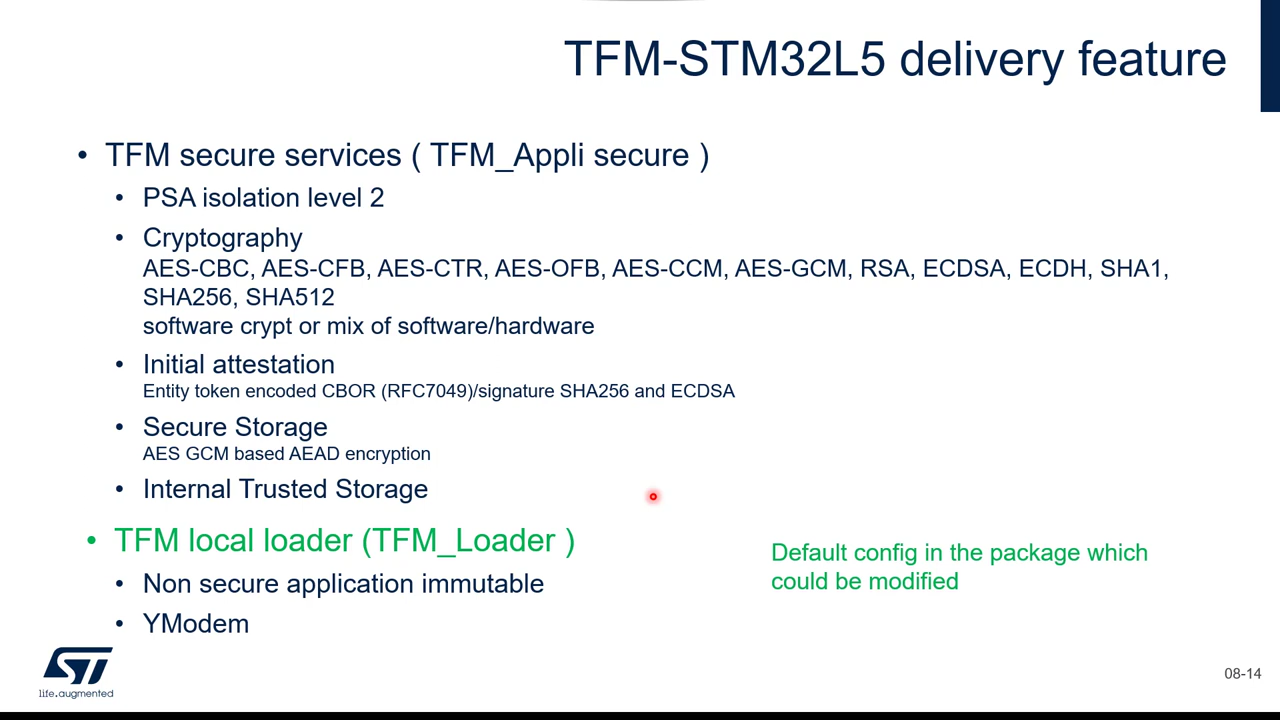 TFM-STM32L5 delivery feature
• TFM secure services ( TFM_Appli secure )
• PSA isolation level 2
• Cryptography
AES-CBC, AES-CFB, AES-CTR, AES-OFB, AES-CCM, AES-GCM, RSA, ECDSA, ECDH, SHA1,
SHA256, SHA512
software crypt or mix of software/hardware
• Initial attestation
Entity token encoded CBOR (RFC7049)/signature SHA256 and ECDSA
• Secure Storage
AES GCM based AEAD encryption
• Internal Trusted Storage
• TFM local loader (TFM_Loader )
• Non secure application immutable
• YModem
Default config in the package which
could be modified
ST
life.augmented
08-14